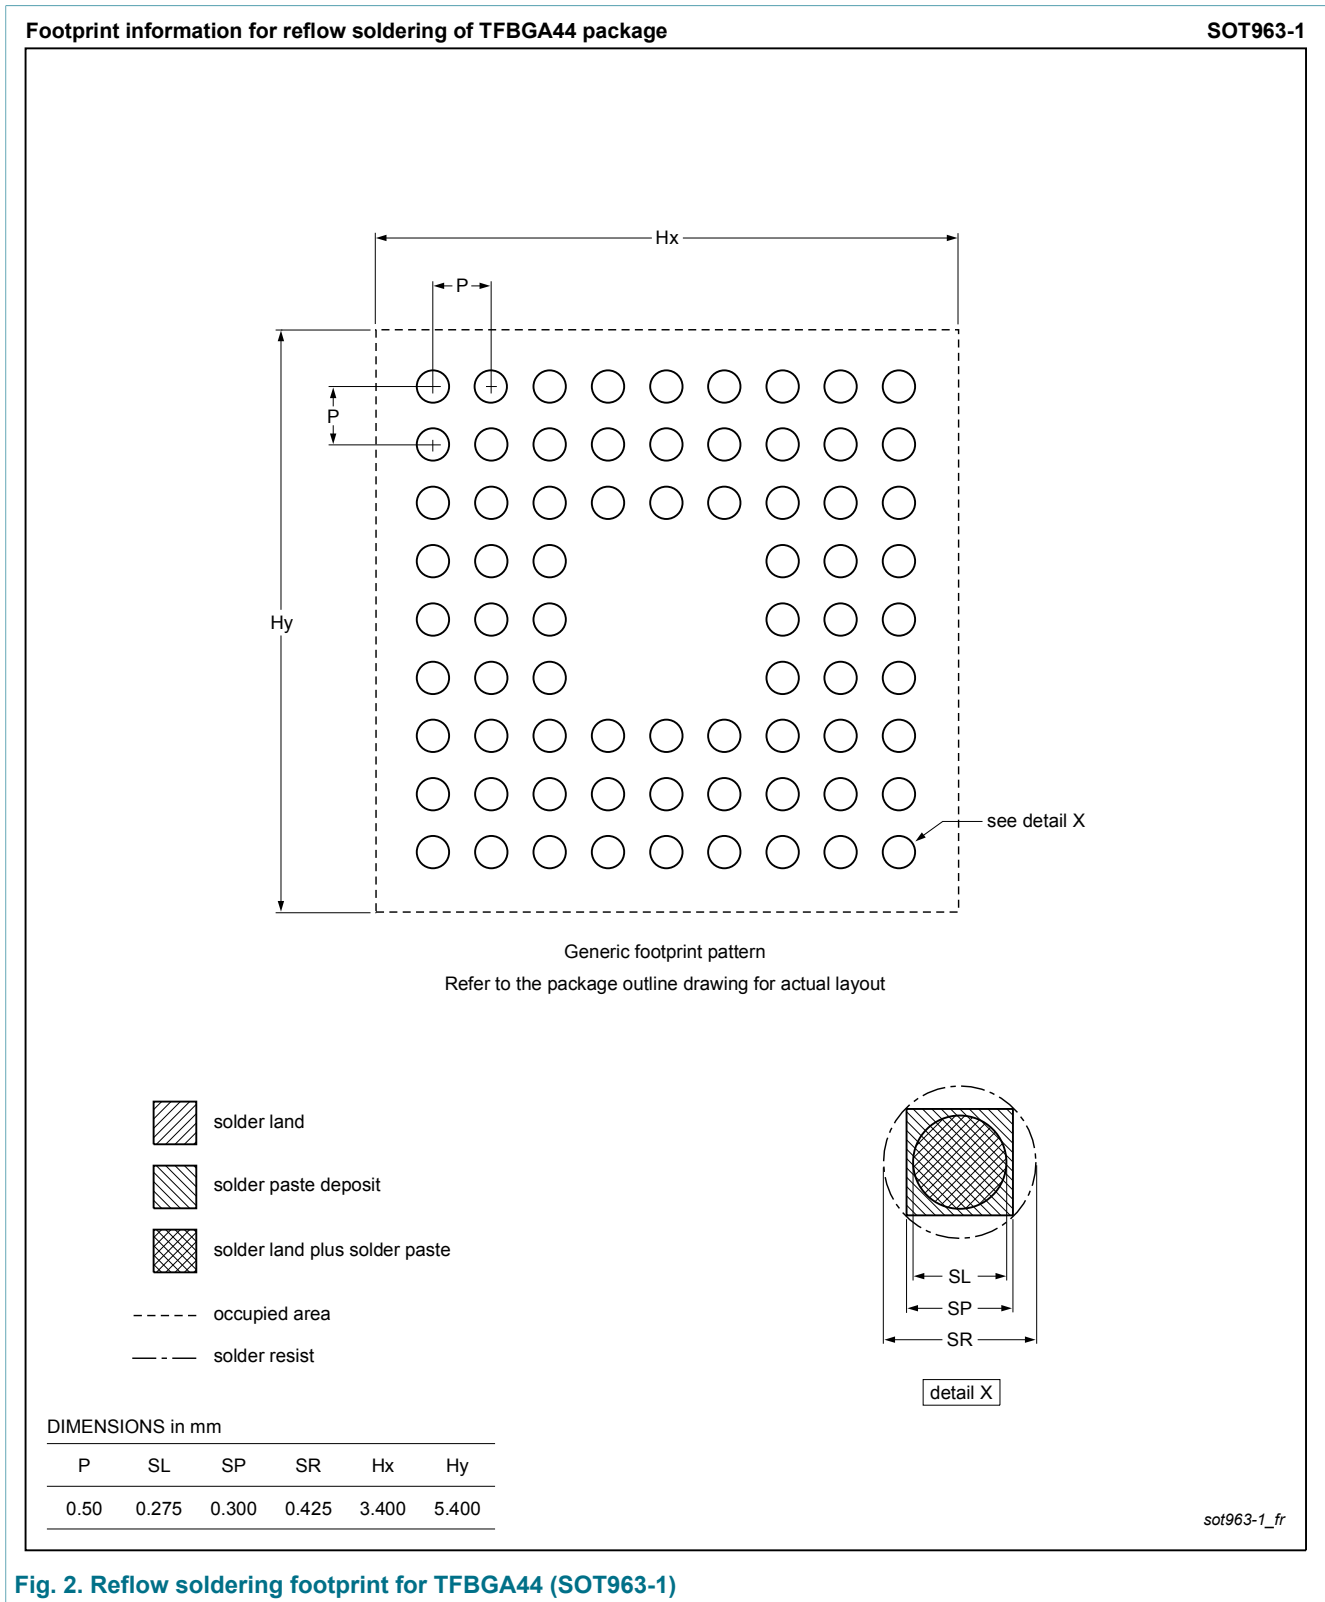 Footprint information for reflow soldering of TFBGA44 package SOT963-1
Hx
P
P
Hy
see detail X
Generic footprint pattern
Refer to the package outline drawing for actual layout
solder land
solder paste deposit
solder land plus solder paste
occupied area
solder resist
SL
SP
SR
detail X
DIMENSIONS in mm
P SL SP SR Hx Hy
0.50 0.275 0.300 0.425 3.400 5.400
sot963-1_fr
Fig. 2. Reflow soldering footprint for TFBGA44 (SOT963-1)